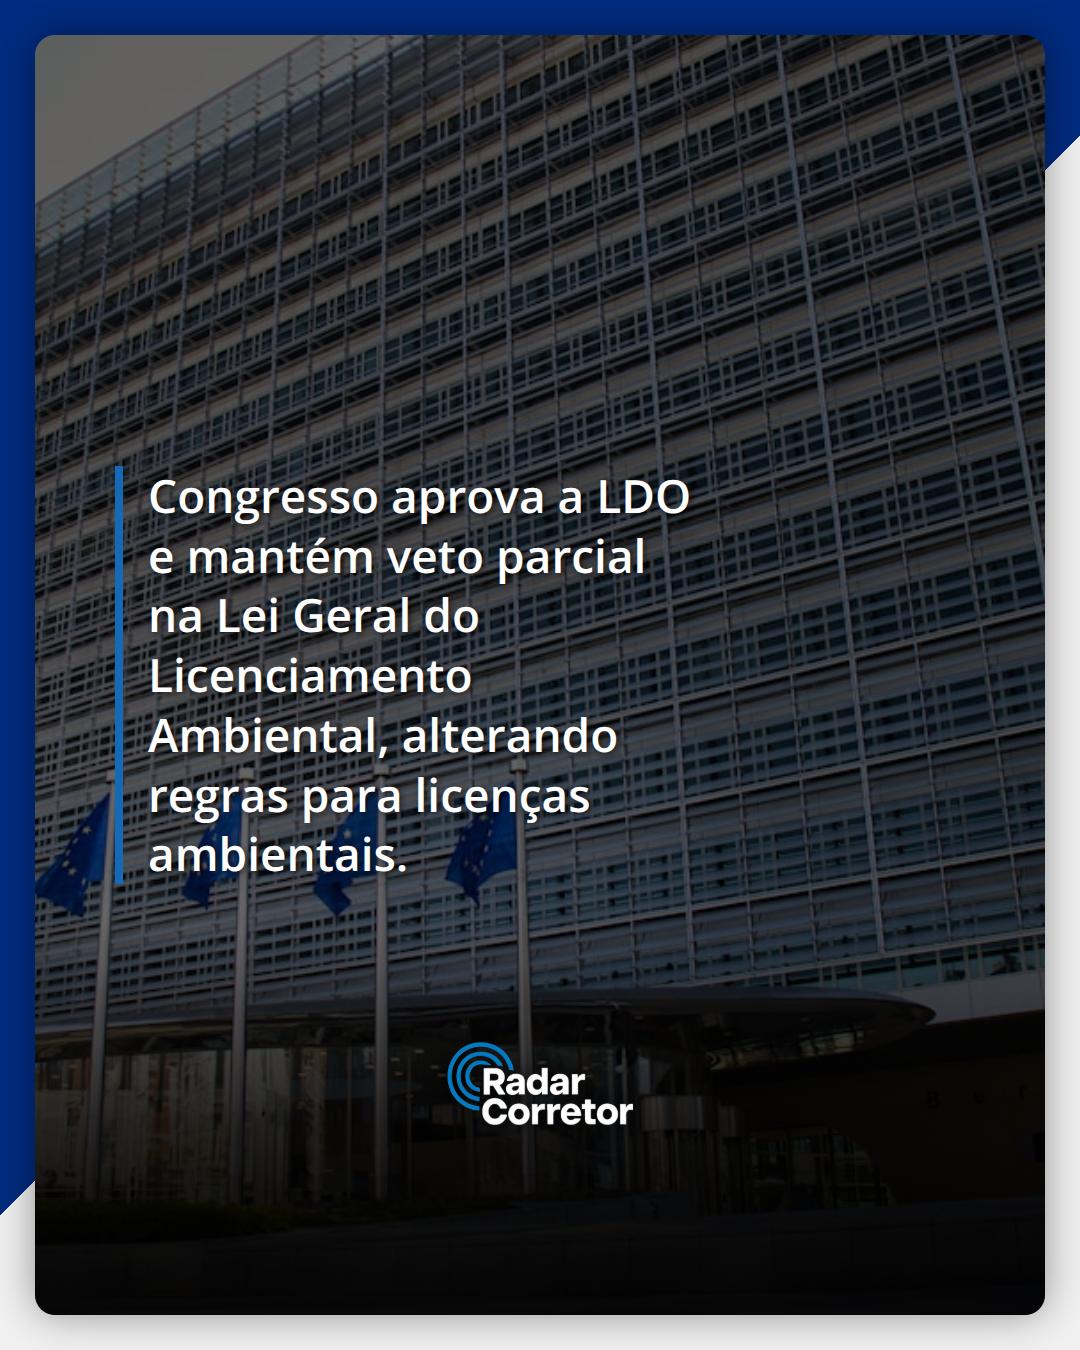 Congresso aprova a LDO
e mantém veto parcial
na Lei Geral do
Licenciamento
Ambiental, alterando
regras para licenças
ambientais.
Radar
Corretor